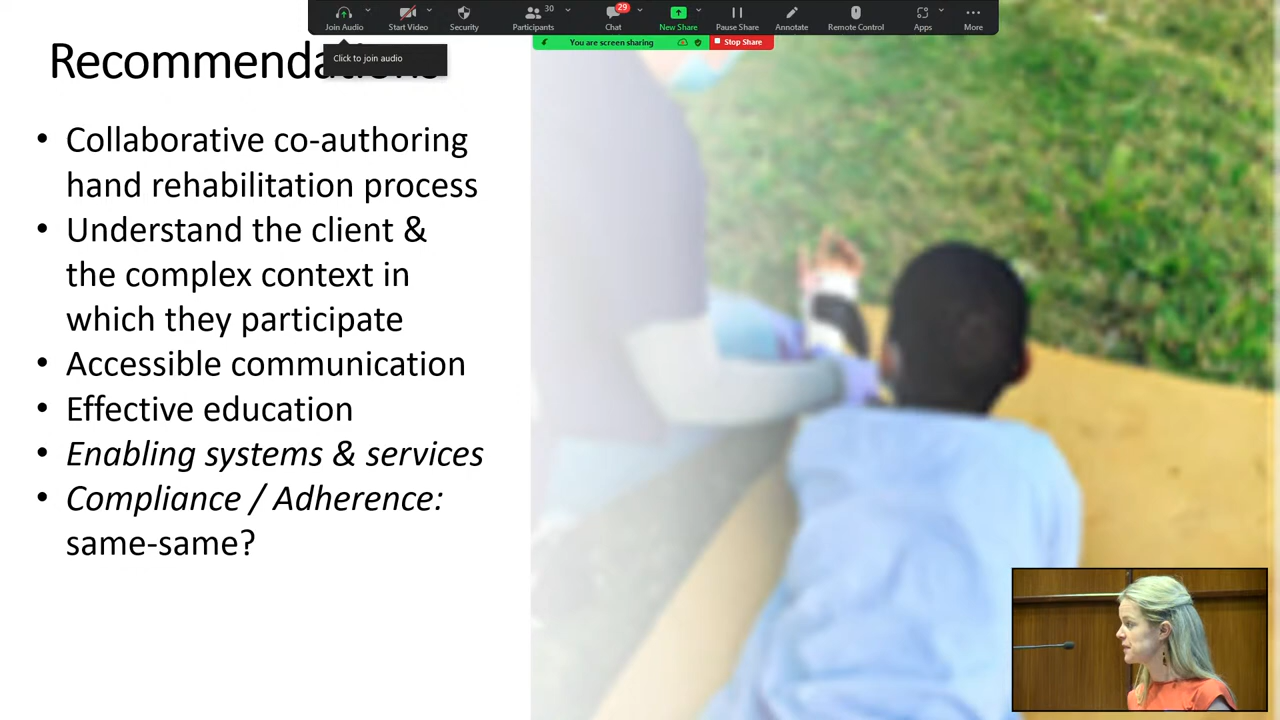 30
29
Join Audio
Start Video
Security
Participants
Chat
New Share
Pause Share
Annotate
Remote Control
Apps
More
You are screen sharing
Stop Share
Click to join audio
Recommendations
• Collaborative co-authoring
hand rehabilitation process
• Understand the client &
the complex context in
which they participate
• Accessible communication
• Effective education
• Enabling systems & services
• Compliance / Adherence:
same-same?